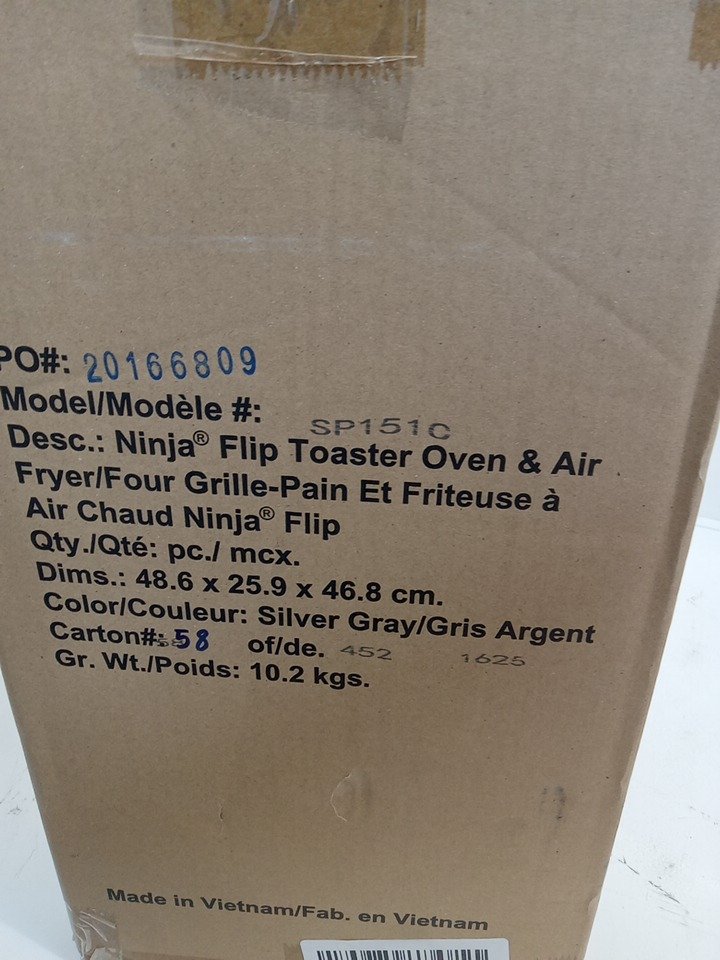 PO#: 20166809
Model/Modèle #: SP151C
Desc.: Ninja® Flip Toaster Oven & Air
Fryer/Four Grille-Pain Et Friteuse à
Air Chaud Ninja® Flip
Qty./Qté: pc./ mcx.
Dims.: 48.6 x 25.9 x 46.8 cm.
Color/Couleur: Silver Gray/Gris Argent
Carton#: 58 of/de. 452 1625
Gr. Wt./Poids: 10.2 kgs.
Made in Vietnam/Fab. en Vietnam